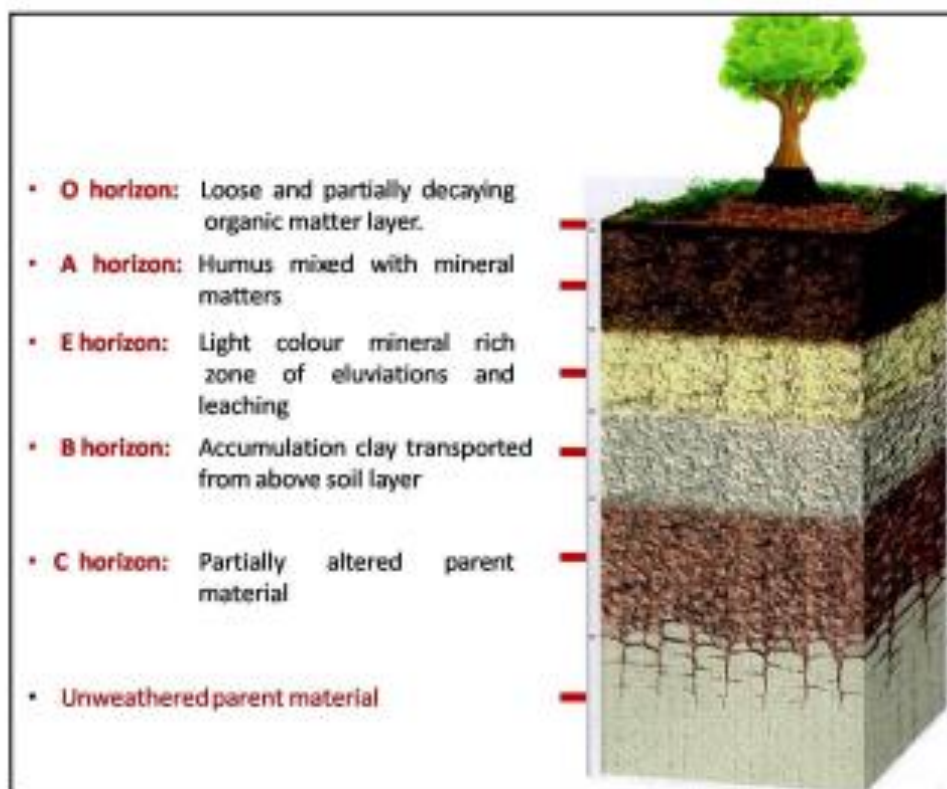 • O horizon: Loose and partially decaying
organic matter layer.
• A horizon: Humus mixed with mineral
matters
• E horizon: Light colour mineral rich
zone of eluviations and
leaching
• B horizon: Accumulation clay transported
from above soil layer
• C horizon: Partially altered parent
material
• Unweathered parent material